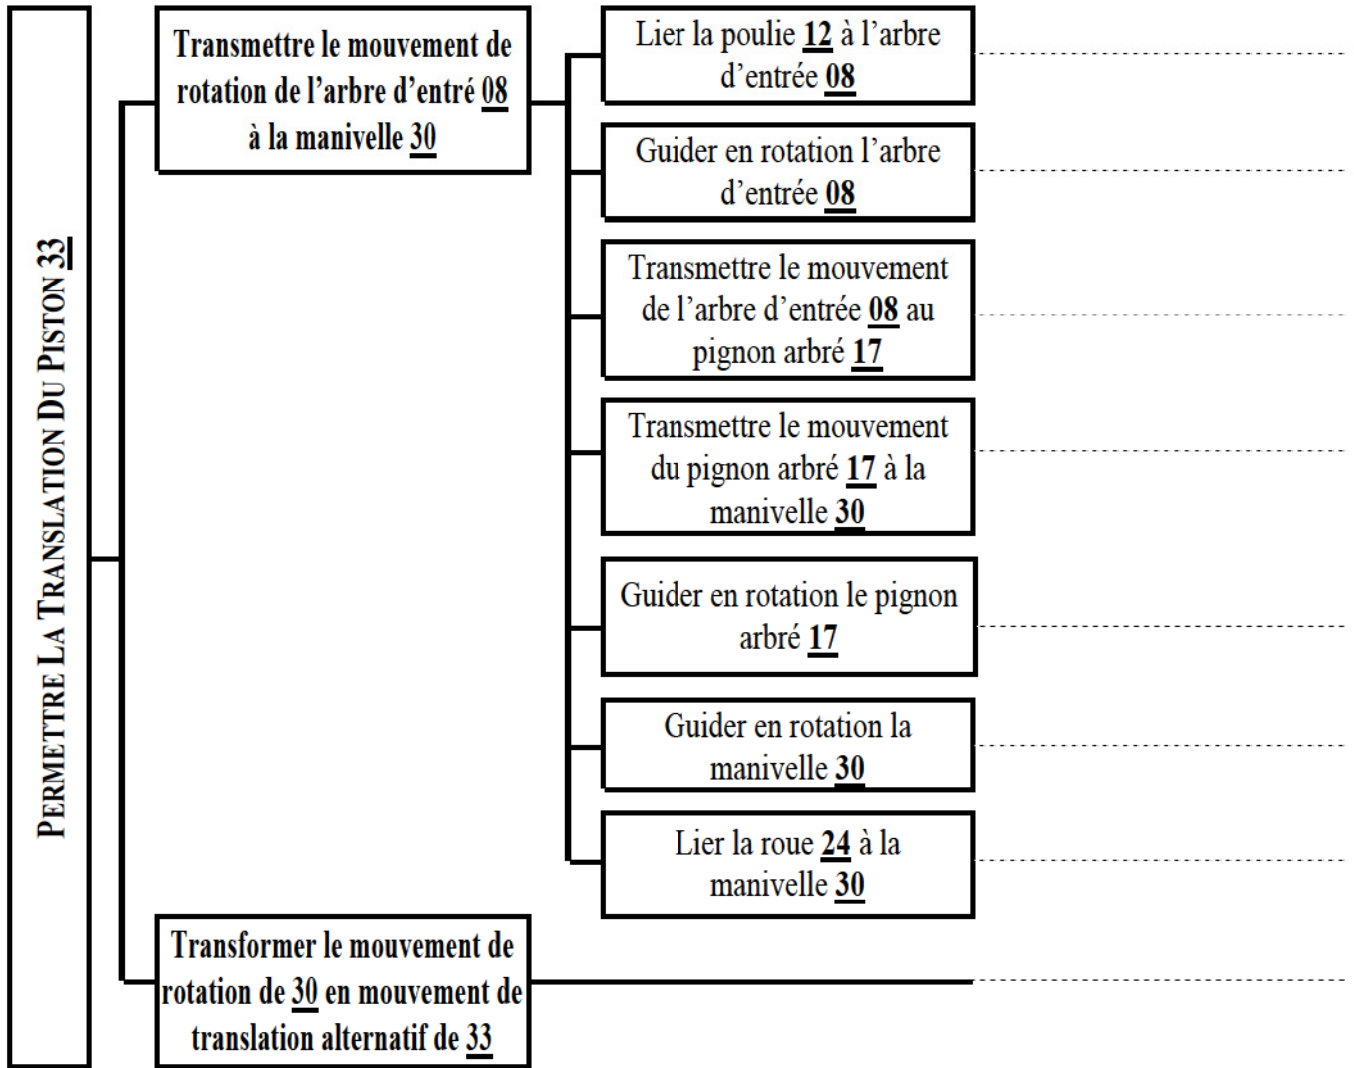 PERMETTRE LA TRANSLATION DU PISTON 33
Transmettre le mouvement de
rotation de l’arbre d’entré 08
à la manivelle 30
Lier la poulie 12 à l’arbre
d’entrée 08
Guider en rotation l’arbre
d’entrée 08
Transmettre le mouvement
de l’arbre d’entrée 08 au
pignon arbré 17
Transmettre le mouvement
du pignon arbré 17 à la
manivelle 30
Guider en rotation le pignon
arbré 17
Guider en rotation la
manivelle 30
Lier la roue 24 à la
manivelle 30
Transformer le mouvement de
rotation de 30 en mouvement de
translation alternatif de 33